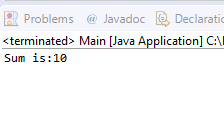 Problems @ Javadoc Declaratio
<terminated> Main [Java Application] C:\
Sum is:10